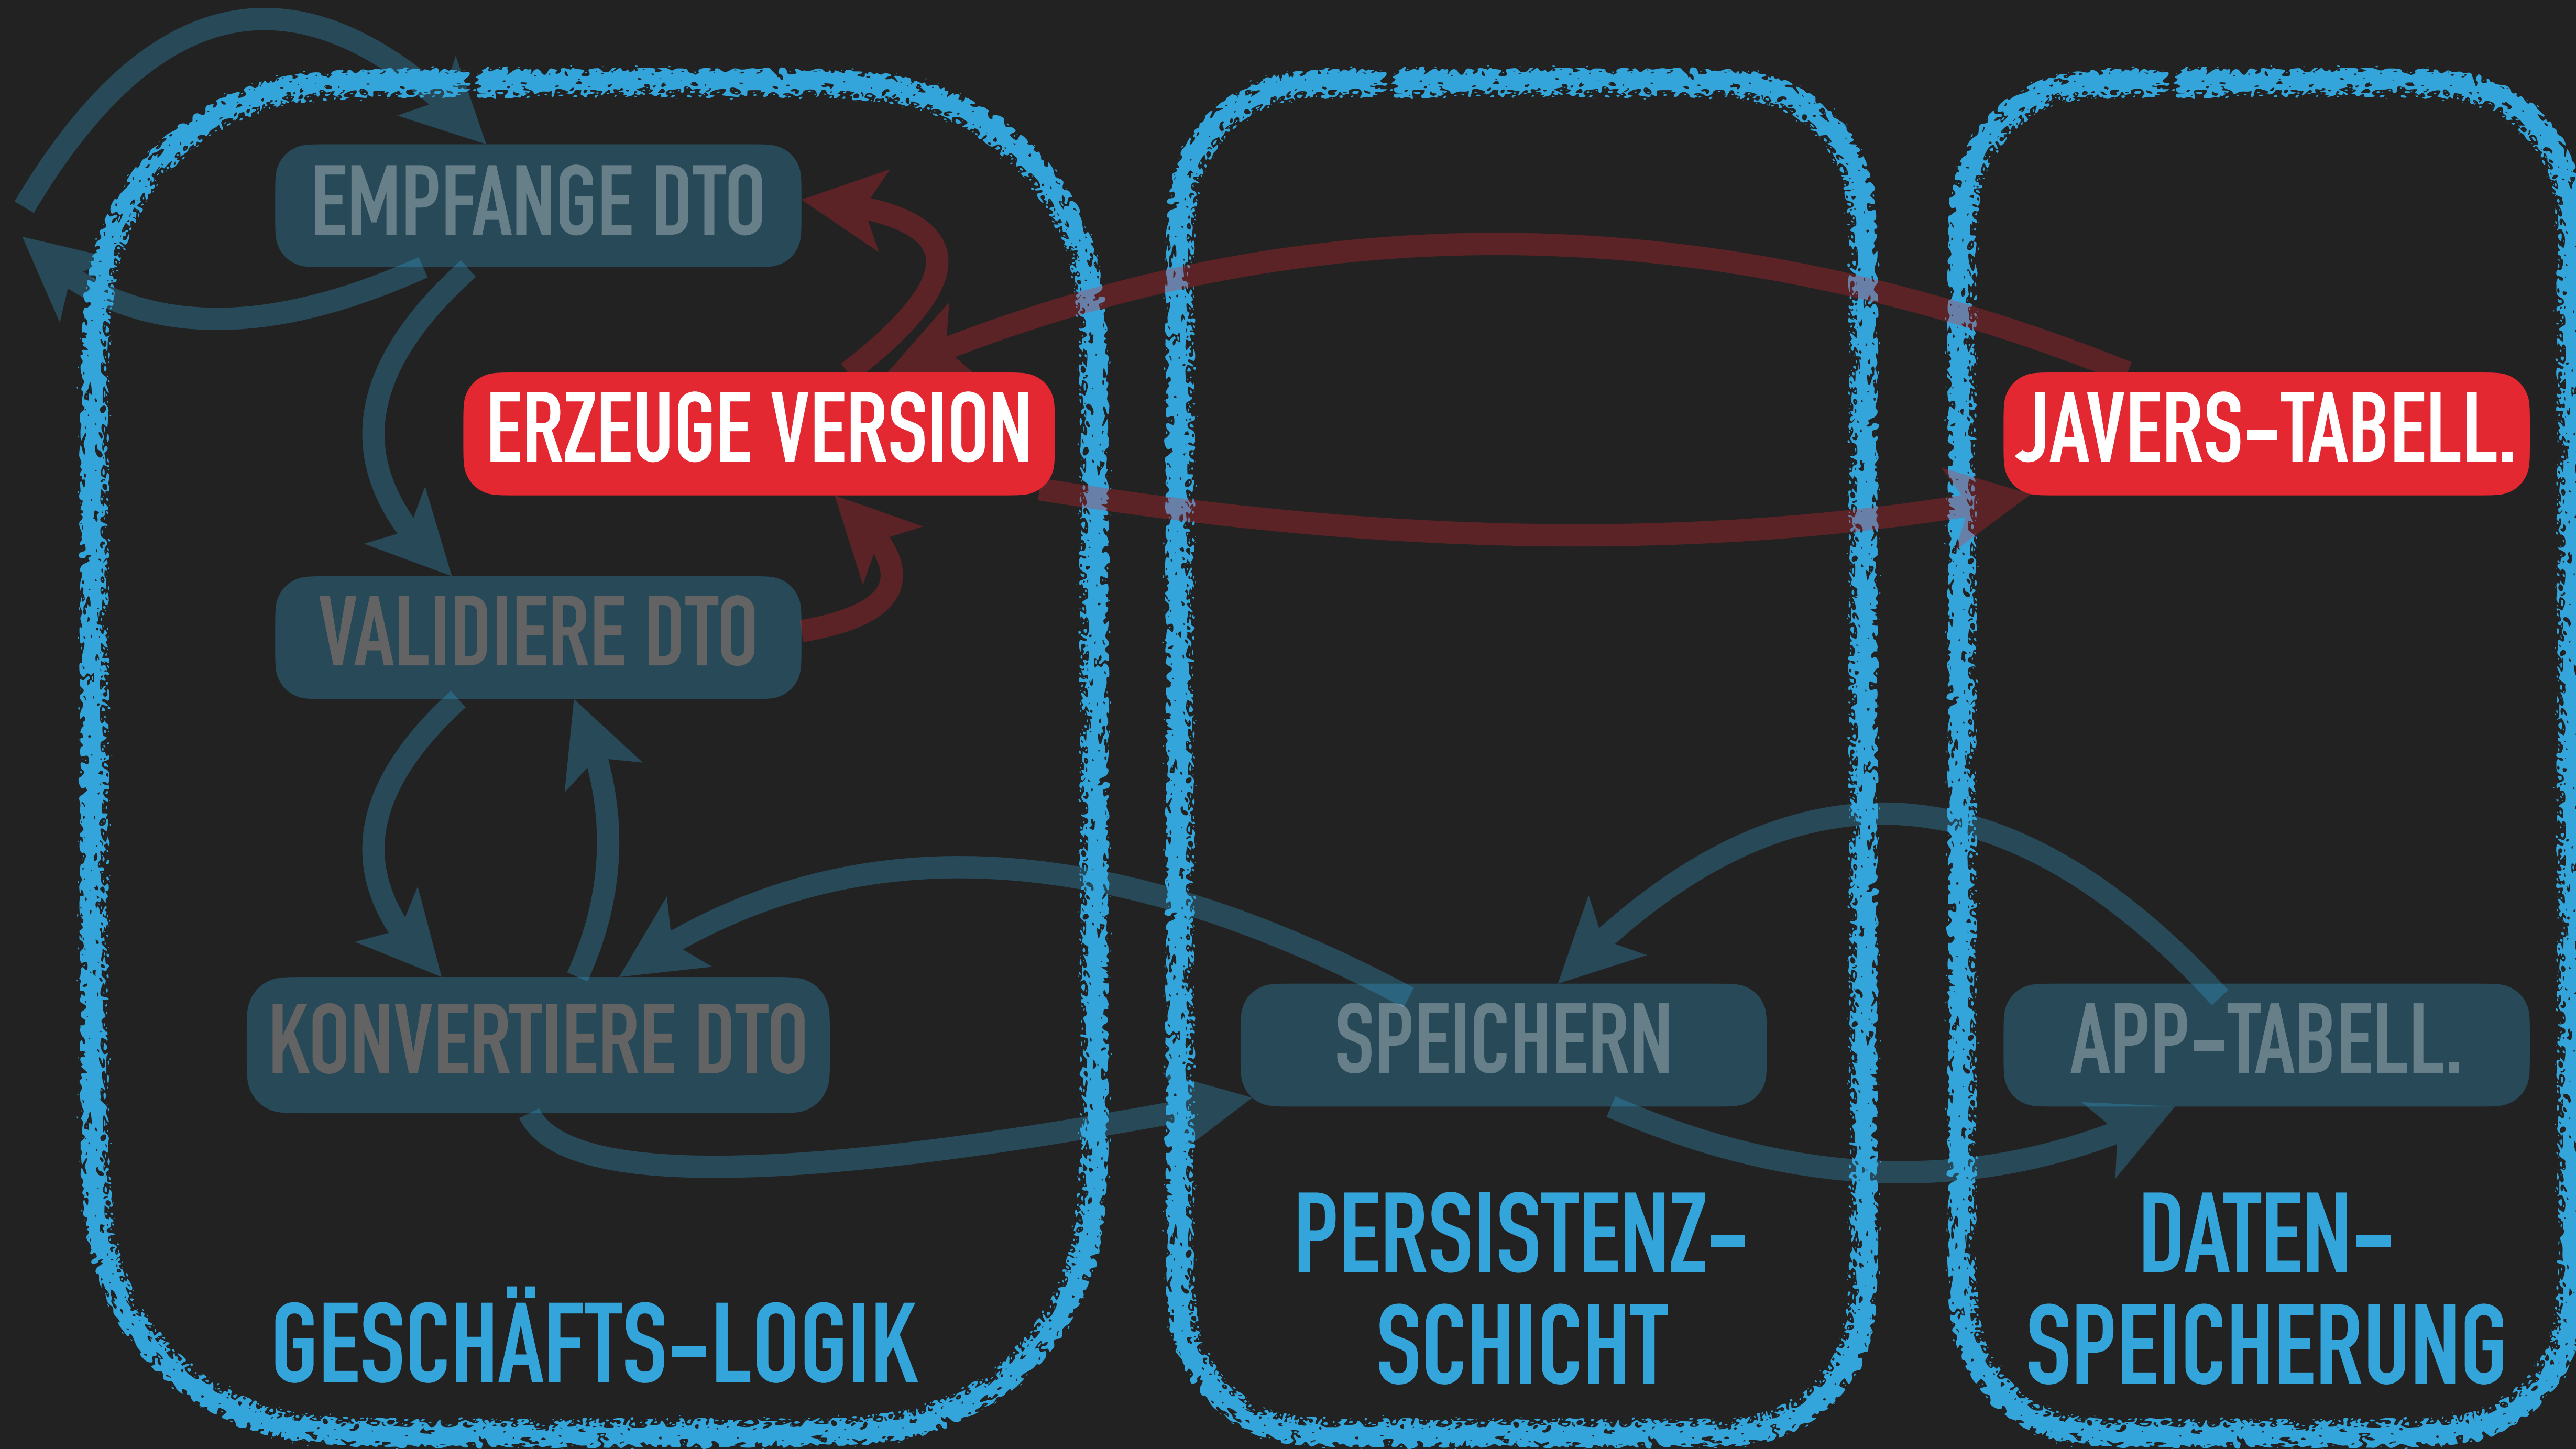 EMPFANGE DTO
ERZEUGE VERSION
JAVERS-TABELL.
VALIDIERE DTO
KONVERTIERE DTO
SPEICHERN
APP-TABELL.
GESCHÄFTS-LOGIK
PERSISTENZ-
SCHICHT
DATEN-
SPEICHERUNG